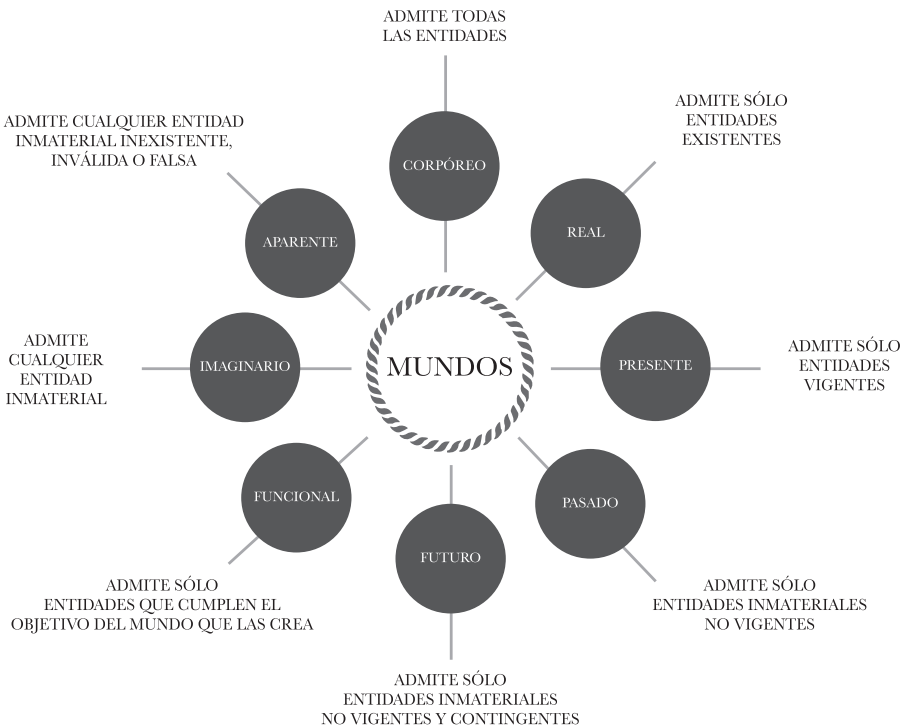 ADMITE TODAS
LAS ENTIDADES
CORPÓREO
ADMITE SÓLO
ENTIDADES
EXISTENTES
REAL
ADMITE SÓLO
ENTIDADES
VIGENTES
PRESENTE
ADMITE SÓLO
ENTIDADES INMATERIALES
NO VIGENTES
PASADO
ADMITE SÓLO
ENTIDADES INMATERIALES
NO VIGENTES Y CONTINGENTES
FUTURO
ADMITE SÓLO
ENTIDADES QUE CUMPLEN EL
OBJETIVO DEL MUNDO QUE LAS CREA
FUNCIONAL
ADMITE
CUALQUIER
ENTIDAD
INMATERIAL
IMAGINARIO
ADMITE CUALQUIER ENTIDAD
INMATERIAL INEXISTENTE,
INVÁLIDA O FALSA
APARENTE
MUNDOS